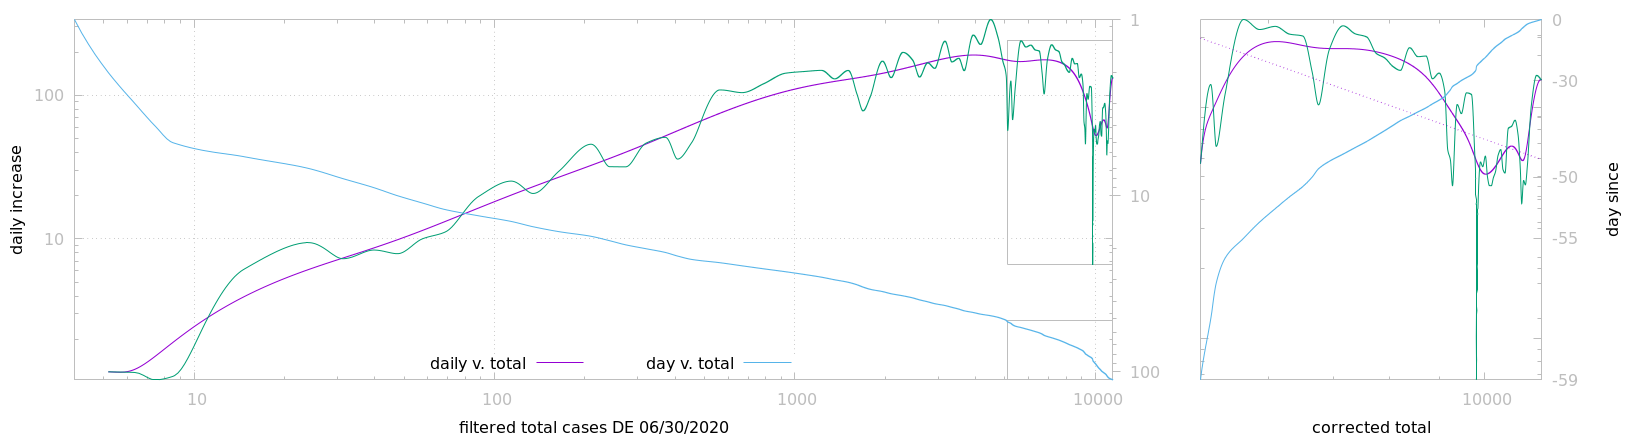 daily increase
100
10
10
100
1000
10000
filtered total cases DE 06/30/2020
daily v. total
day v. total
1
10
100
0
-30
-50
-55
-59
day since
10000
corrected total